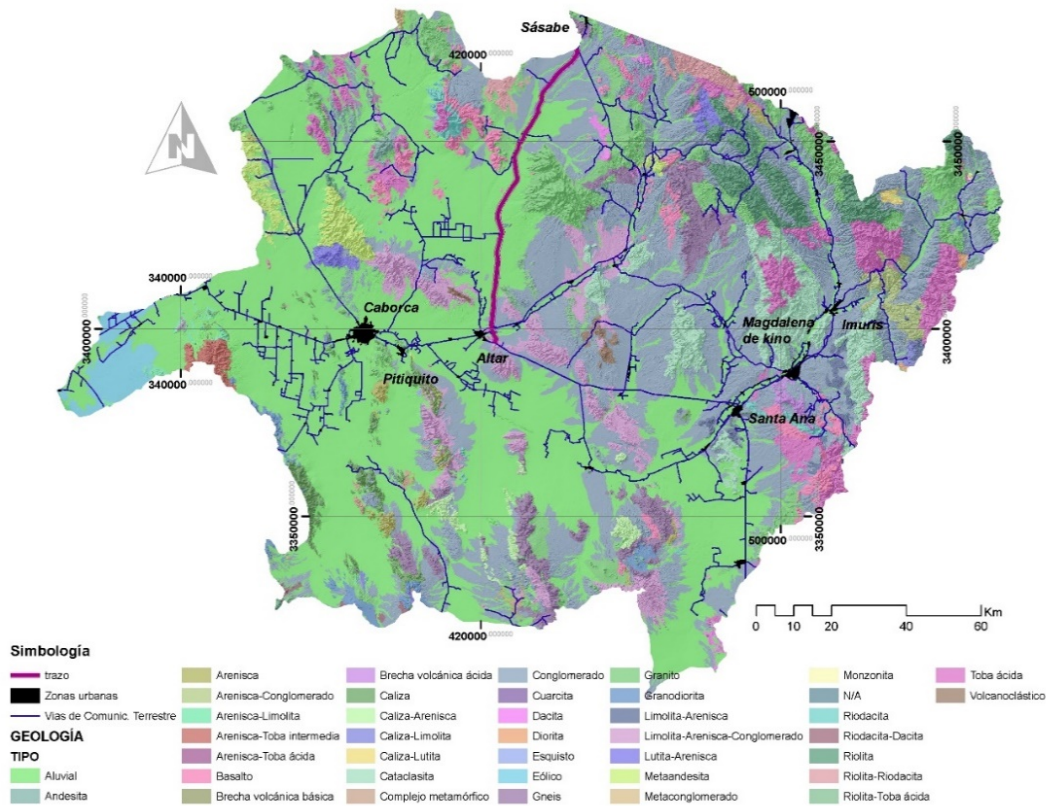 Sásabe
420000
500000
N
3450000
3450000
340000
Caborca
Magdalena
de kino
Imuris
3400000
3400000
340000
Altar
Pitiquito
Santa Ana
3350000
500000
3350000
420000
Km
0 5 10 20 40 60
Simbología
trazo
Zonas urbanas
Vias de Comunic. Terrestre
GEOLOGÍA
TIPO
Aluvial
Andesita
Arenisca
Arenisca-Conglomerado
Arenisca-Limolita
Arenisca-Toba intermedia
Arenisca-Toba ácida
Basalto
Brecha volcánica básica
Brecha volcánica ácida
Caliza
Caliza-Arenisca
Caliza-Limolita
Caliza-Lutita
Cataclasita
Complejo metamórfico
Conglomerado
Cuarcita
Dacita
Diorita
Esquisto
Eólico
Gneis
Granito
Granodiorita
Limolita-Arenisca
Limolita-Arenisca-Conglomerado
Lutita-Arenisca
Metaandesita
Metaconglomerado
Monzonita
N/A
Riodacita
Riodacita-Dacita
Riolita
Riolita-Riodacita
Riolita-Toba ácida
Toba ácida
Volcanoclástico